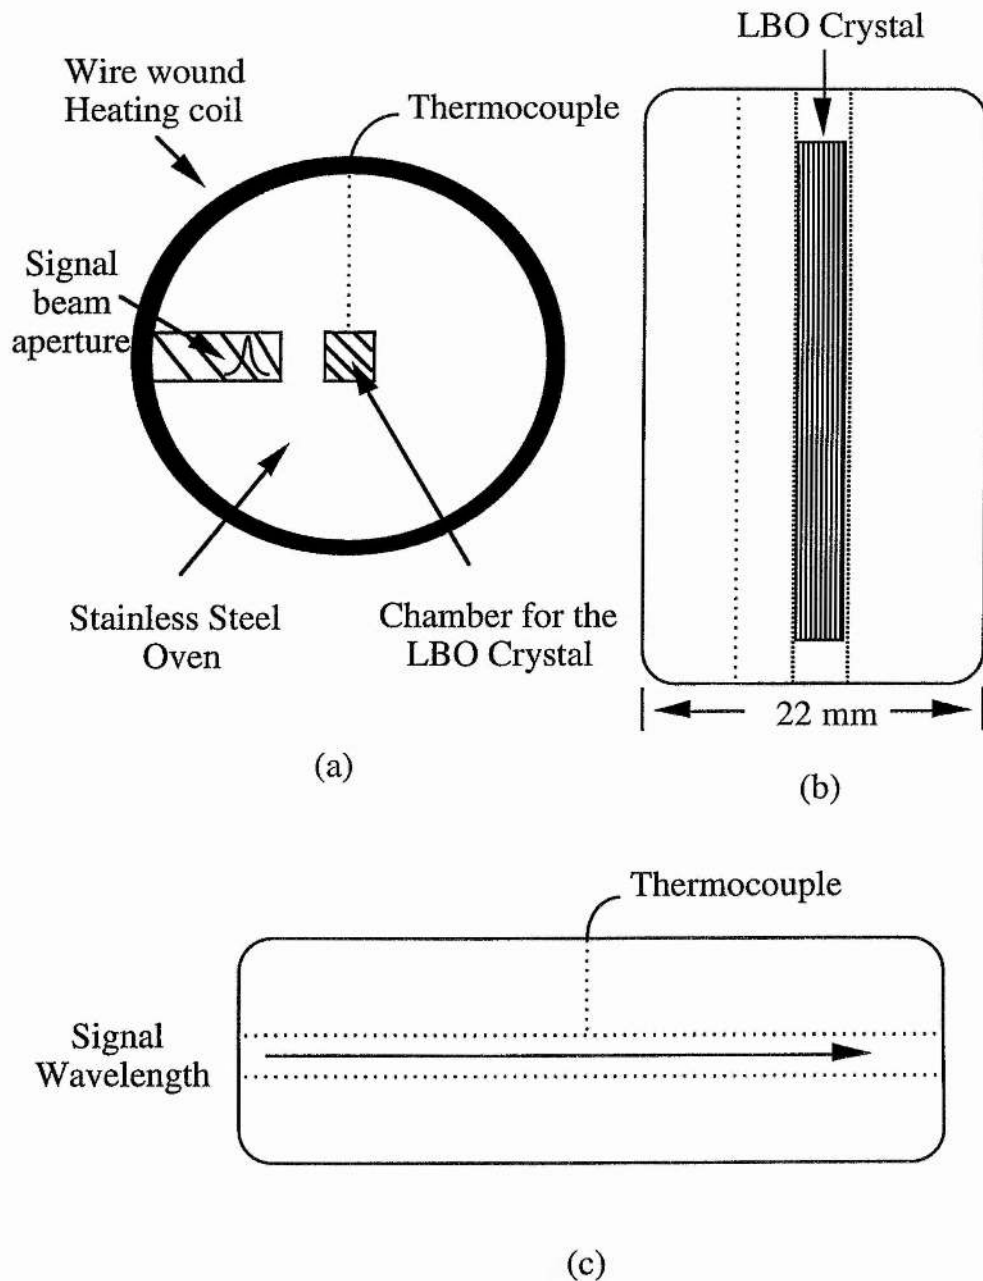 LBO Crystal
Wire wound
Heating coil
Thermocouple
Signal
beam
aperture
Stainless Steel
Oven
Chamber for the
LBO Crystal
22 mm
(a)
(b)
Thermocouple
Signal
Wavelength
(c)